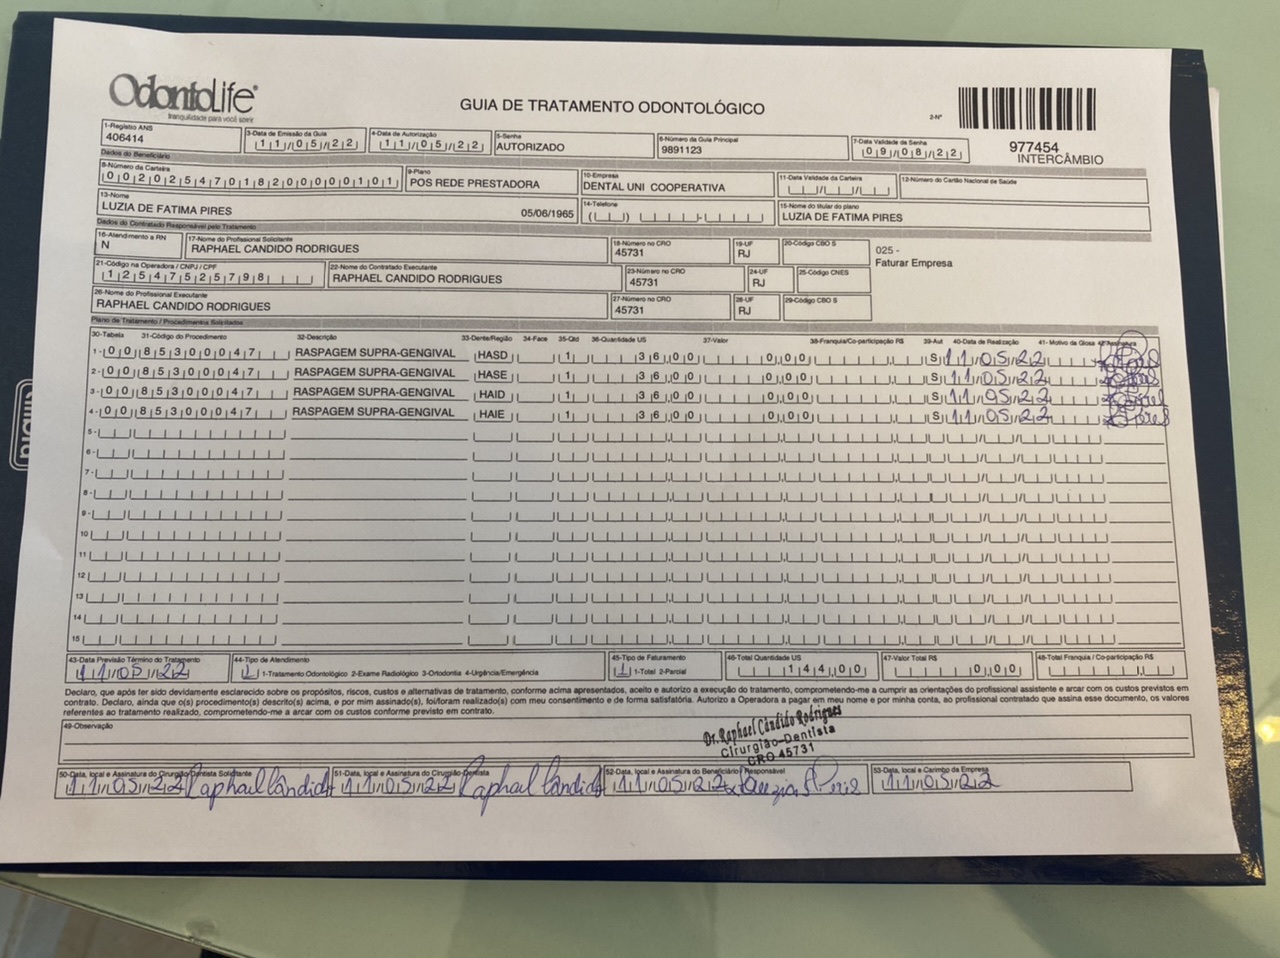 OdontoLife®
tranquilidade para você sorrir
GUIA DE TRATAMENTO ODONTOLÓGICO
2-Nº
977454
INTERCÂMBIO
1-Registro ANS
406414
3-Data de Emissão da Guia
11/05/22
4-Data de Autorização
11/05/22
5-Senha
AUTORIZADO
6-Número da Guia Principal
9891123
7-Data Validade da Senha
09/08/22
Dados do Beneficiário
8-Número da Carteira
00202547018200000101
9-Plano
POS REDE PRESTADORA
10-Empresa
DENTAL UNI COOPERATIVA
11-Data Validade da Carteira
12-Número do Cartão Nacional de Saúde
13-Nome
LUZIA DE FATIMA PIRES 05/06/1965
14-Telefone
15-Nome do titular do plano
LUZIA DE FATIMA PIRES
Dados do Contratado Responsável pelo Tratamento
16-Atendimento a RN
N
17-Nome do Profissional Solicitante
RAPHAEL CANDIDO RODRIGUES
18-Número no CRO
45731
19-UF
RJ
20-Código CBO S
025 -
Faturar Empresa
21-Código na Operadora / CNPJ / CPF
12547525798
22-Nome do Contratado Executante
RAPHAEL CANDIDO RODRIGUES
23-Número no CRO
45731
24-UF
RJ
25-Código CNES
26-Nome do Profissional Executante
RAPHAEL CANDIDO RODRIGUES
27-Número no CRO
45731
28-UF
RJ
29-Código CBO S
Plano de Tratamento / Procedimentos Solicitados
30-Tabela 31-Código do Procedimento 32-Descrição 33-Dente/Região 34-Face 35-Qtd 36-Quantidade US 37-Valor 38-Franquia/Co-participação R$ 39-Aut 40-Data de Realização 41- Motivo da Glosa 42-Assinatura
1- 00 85300047 RASPAGEM SUPRA-GENGIVAL HASD 1 36,00 0,00 S 11/05/22
2- 00 85300047 RASPAGEM SUPRA-GENGIVAL HASE 1 36,00 0,00 S 11/05/22
3- 00 85300047 RASPAGEM SUPRA-GENGIVAL HAID 1 36,00 0,00 S 11/05/22
4- 00 85300047 RASPAGEM SUPRA-GENGIVAL HAIE 1 36,00 0,00 S 11/05/22
5-
6-
7-
8-
9-
10-
11-
12-
13-
14
15-
43-Data Previsão Término do Tratamento
11/05/22
44-Tipo de Atendimento
1 1-Tratamento Odontológico 2-Exame Radiológico 3-Ortodontia 4-Urgência/Emergência
45-Tipo de Faturamento
1 1-Total 2-Parcial
46-Total Quantidade US
144,00
47-Valor Total R$
0,00
48-Total Franquia / Co-participação R$
Declaro, que após ter sido devidamente esclarecido sobre os propósitos, riscos, custos e alternativas de tratamento, conforme acima apresentados, aceito e autorizo a execução do tratamento, comprometendo-me a cumprir as orientações do profissional assistente e arcar com os custos previstos em
contrato. Declaro, ainda que o(s) procedimento(s) descrito(s) acima, e por mim assinado(s), foi/foram realizado(s) com meu consentimento e de forma satisfatória. Autorizo a Operadora a pagar em meu nome e por minha conta, ao profissional contratado que assina esse documento, os valores
referentes ao tratamento realizado, comprometendo-me a arcar com os custos conforme previsto em contrato.
49-Observação
Dr. Raphael Cândido Rodrigues
Cirurgião-Dentista
CRO 45731
50-Data, local e Assinatura do Cirurgião-Dentista Solicitante
11/05/22 Raphael Cândido
51-Data, local e Assinatura do Cirurgião-Dentista
11/05/22 Raphael Cândido
52-Data, local e Assinatura do Beneficiário / Responsável
11/05/22
53-Data, local e Carimbo da Empresa
11/05/22